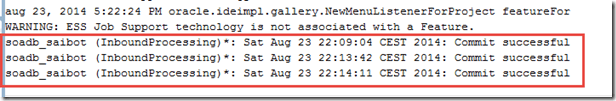 aug 23, 2014 5:22:24 PM oracle.ideimpl.gallery.NewMenuListenerForProject featureFor
WARNING: ESS Job Support technology is not associated with a Feature.
soadb_saibot (InboundProcessing)*: Sat Aug 23 22:09:04 CEST 2014: Commit successful
soadb_saibot (InboundProcessing)*: Sat Aug 23 22:13:42 CEST 2014: Commit successful
soadb_saibot (InboundProcessing)*: Sat Aug 23 22:14:11 CEST 2014: Commit successful